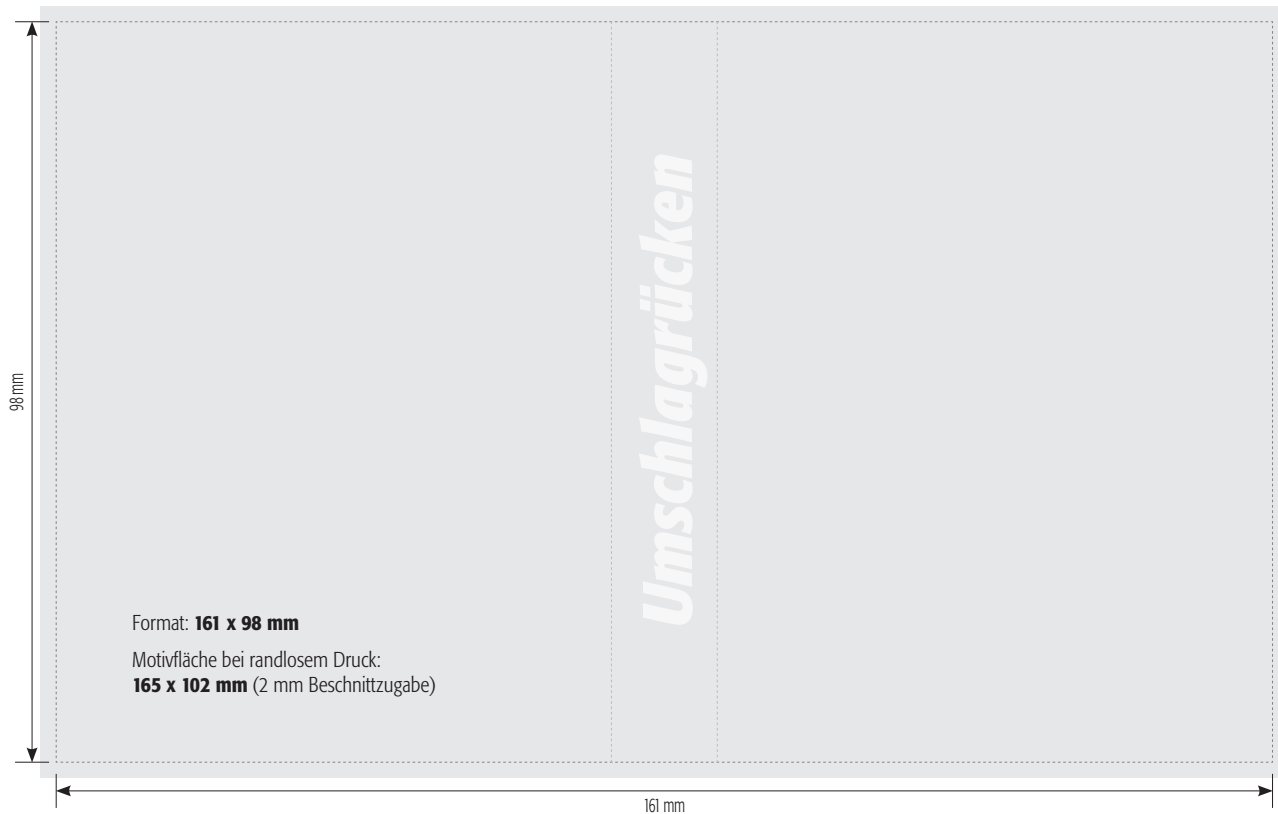 98 mm
Umschlagrücken
Format: 161 x 98 mm
Motivfläche bei randlosem Druck:
165 x 102 mm (2 mm Beschnittzugabe)
161 mm